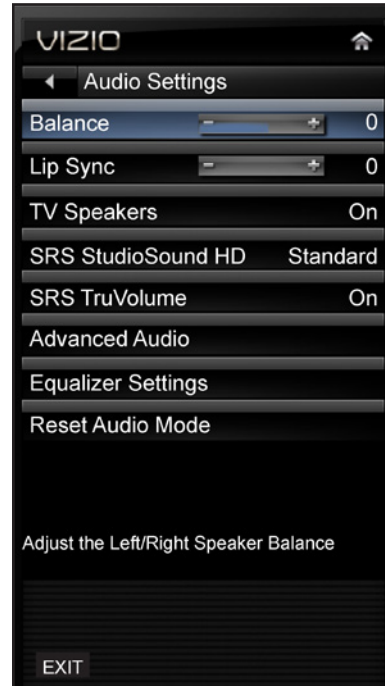 VIZIO
Audio Settings
Balance - + 0
Lip Sync - + 0
TV Speakers On
SRS StudioSound HD Standard
SRS TruVolume On
Advanced Audio
Equalizer Settings
Reset Audio Mode
Adjust the Left/Right Speaker Balance
EXIT